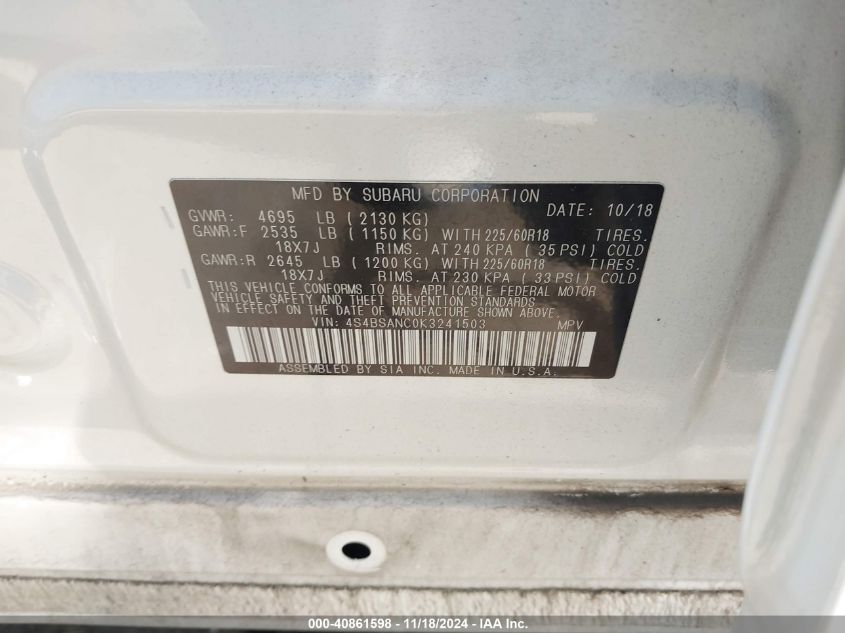 MFD BY SUBARU CORPORATION
DATE: 10/18
GVWR: 4695 LB ( 2130 KG)
GAWR:F 2535 LB ( 1150 KG) WITH 225/60R18 TIRES.
18X7J RIMS. AT 240 KPA ( 35 PSI) COLD
GAWR:R 2645 LB ( 1200 KG) WITH 225/60R18 TIRES.
18X7J RIMS. AT 230 KPA ( 33 PSI) COLD
THIS VEHICLE CONFORMS TO ALL APPLICABLE FEDERAL MOTOR
VEHICLE SAFETY AND THEFT PREVENTION STANDARDS
IN EFFECT ON THE DATE OF MANUFACTURE SHOWN ABOVE.
VIN: 4S4BSANC0K3241503 MPV
ASSEMBLED BY SIA INC. MADE IN U.S.A.
000-40861598 - 11/18/2024 - IAA Inc.